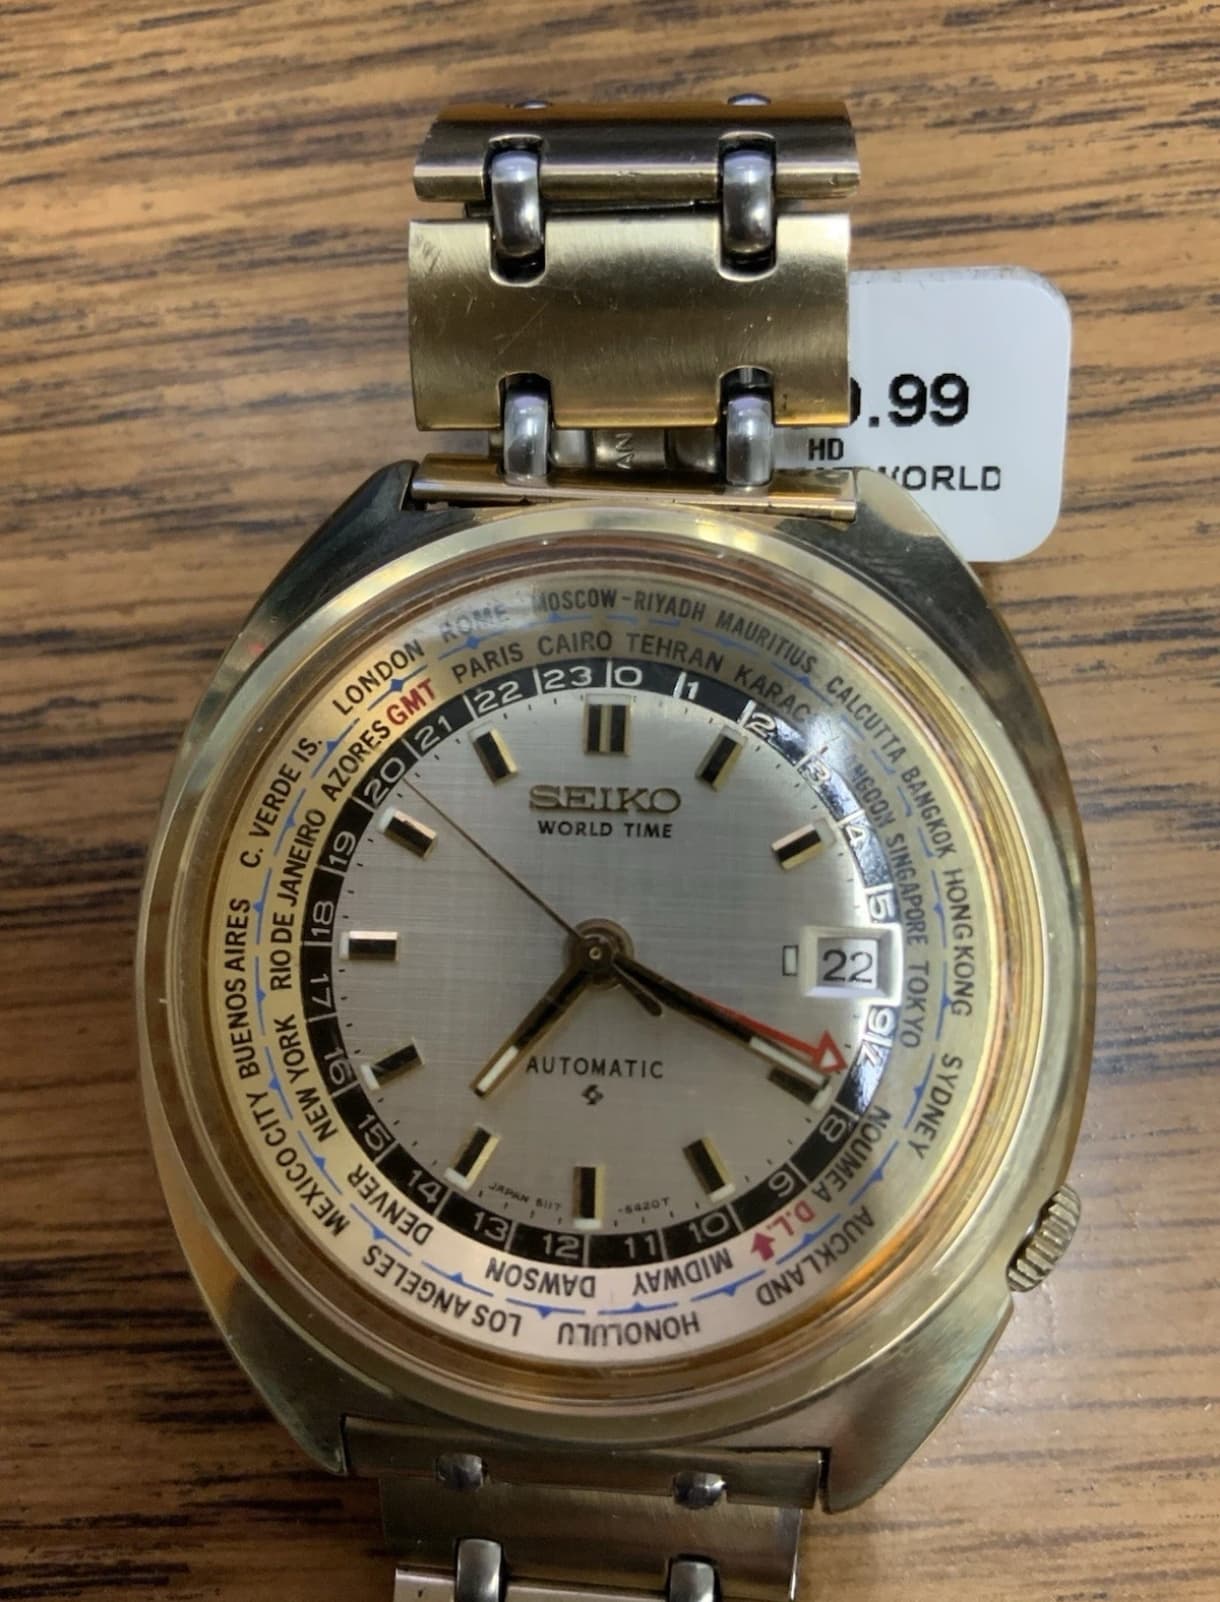 .99
HD
WORLD
AN
MOSCOW-RIYADH MAURITIUS CALCUTTA BANGKOK HONG KONG SYDNEY AUCKLAND HONOLULU LOS ANGELES MEXICO CITY BUENOS AIRES C. VERDE IS. LONDON ROME
CAIRO TEHRAN SINGAPORE TOKYO NOUMEA D.L. MIDWAY DAWSON DENVER NEW YORK RIO DE JANEIRO AZORES GMT PARIS
0 1 2 3 4 5 6 7 8 9 10 11 12 13 14 15 16 17 18 19 20 21 22 23
SEIKO
WORLD TIME
22
AUTOMATIC
JAPAN 6117 -6420T